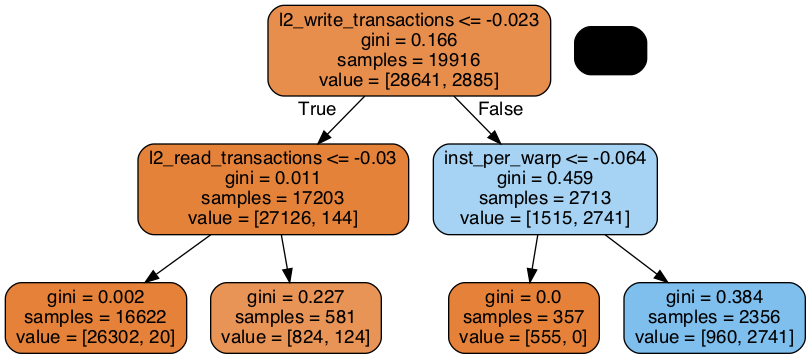 l2_write_transactions <= -0.023
gini = 0.166
samples = 19916
value = [28641, 2885]
True
False
l2_read_transactions <= -0.03
gini = 0.011
samples = 17203
value = [27126, 144]
inst_per_warp <= -0.064
gini = 0.459
samples = 2713
value = [1515, 2741]
gini = 0.002
samples = 16622
value = [26302, 20]
gini = 0.227
samples = 581
value = [824, 124]
gini = 0.0
samples = 357
value = [555, 0]
gini = 0.384
samples = 2356
value = [960, 2741]